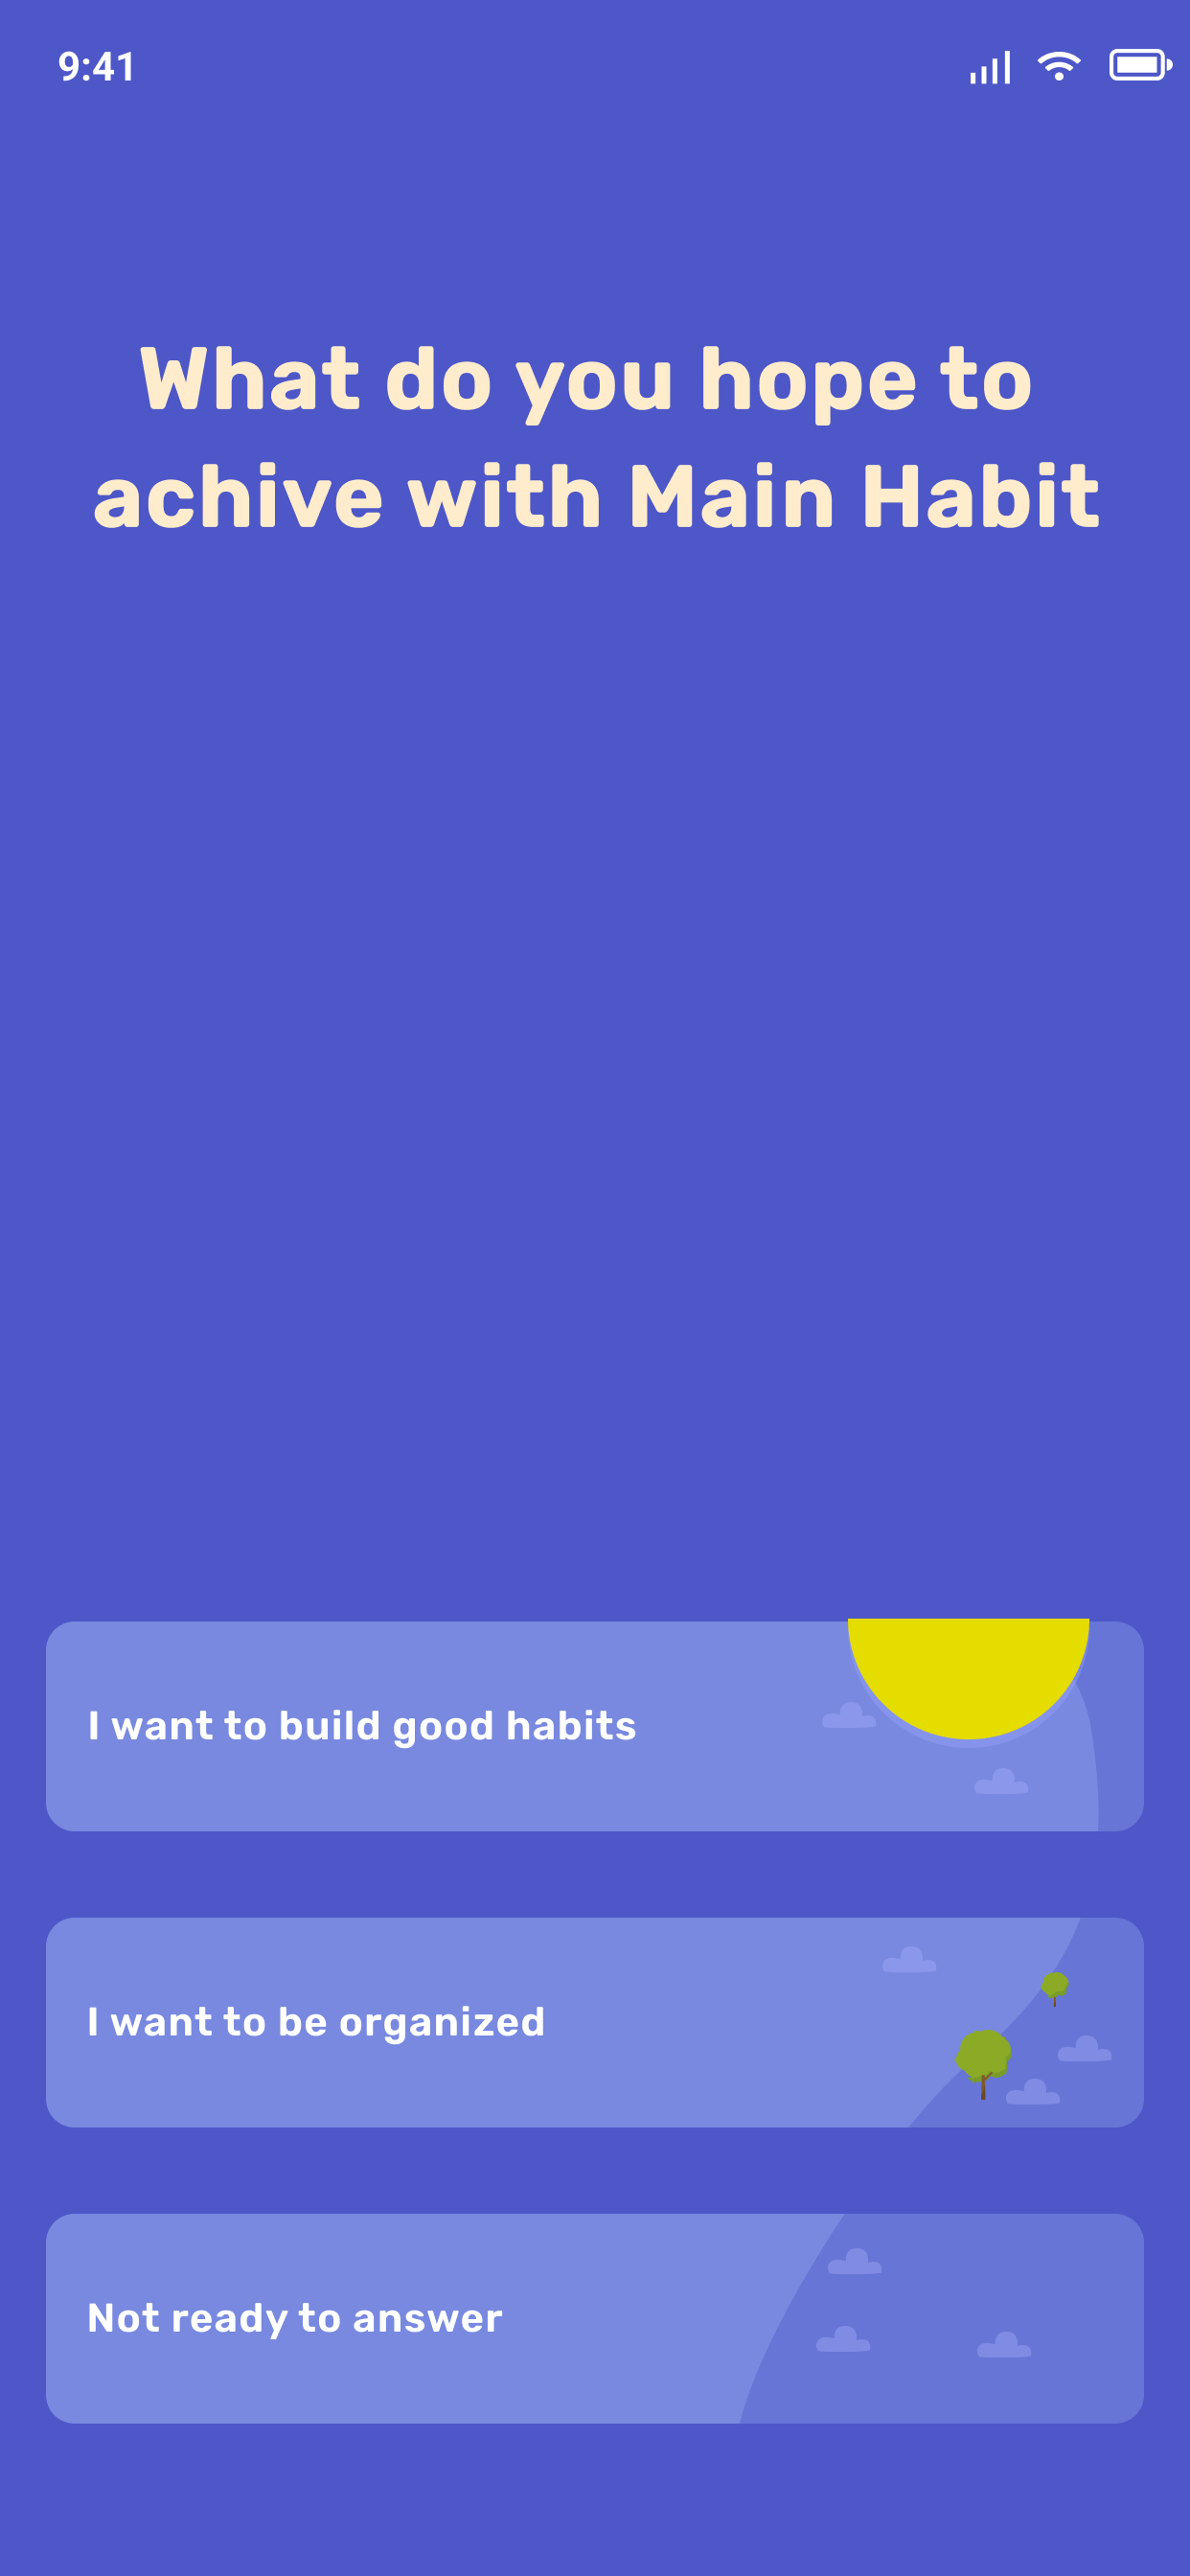 9:41
What do you hope to
achive with Main Habit
I want to build good habits
I want to be organized
Not ready to answer